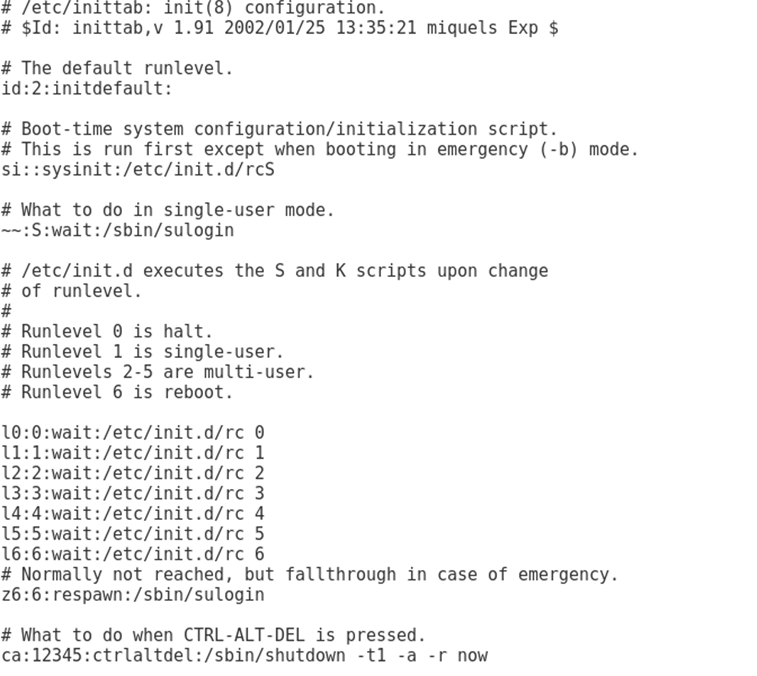 # /etc/inittab: init(8) configuration.
# $Id: inittab,v 1.91 2002/01/25 13:35:21 miquels Exp $
# The default runlevel.
id:2:initdefault:
# Boot-time system configuration/initialization script.
# This is run first except when booting in emergency (-b) mode.
si::sysinit:/etc/init.d/rcS
# What to do in single-user mode.
~~:S:wait:/sbin/sulogin
# /etc/init.d executes the S and K scripts upon change
# of runlevel.
#
# Runlevel 0 is halt.
# Runlevel 1 is single-user.
# Runlevels 2-5 are multi-user.
# Runlevel 6 is reboot.
l0:0:wait:/etc/init.d/rc 0
l1:1:wait:/etc/init.d/rc 1
l2:2:wait:/etc/init.d/rc 2
l3:3:wait:/etc/init.d/rc 3
l4:4:wait:/etc/init.d/rc 4
l5:5:wait:/etc/init.d/rc 5
l6:6:wait:/etc/init.d/rc 6
# Normally not reached, but fallthrough in case of emergency.
z6:6:respawn:/sbin/sulogin
# What to do when CTRL-ALT-DEL is pressed.
ca:12345:ctrlaltdel:/sbin/shutdown -t1 -a -r now